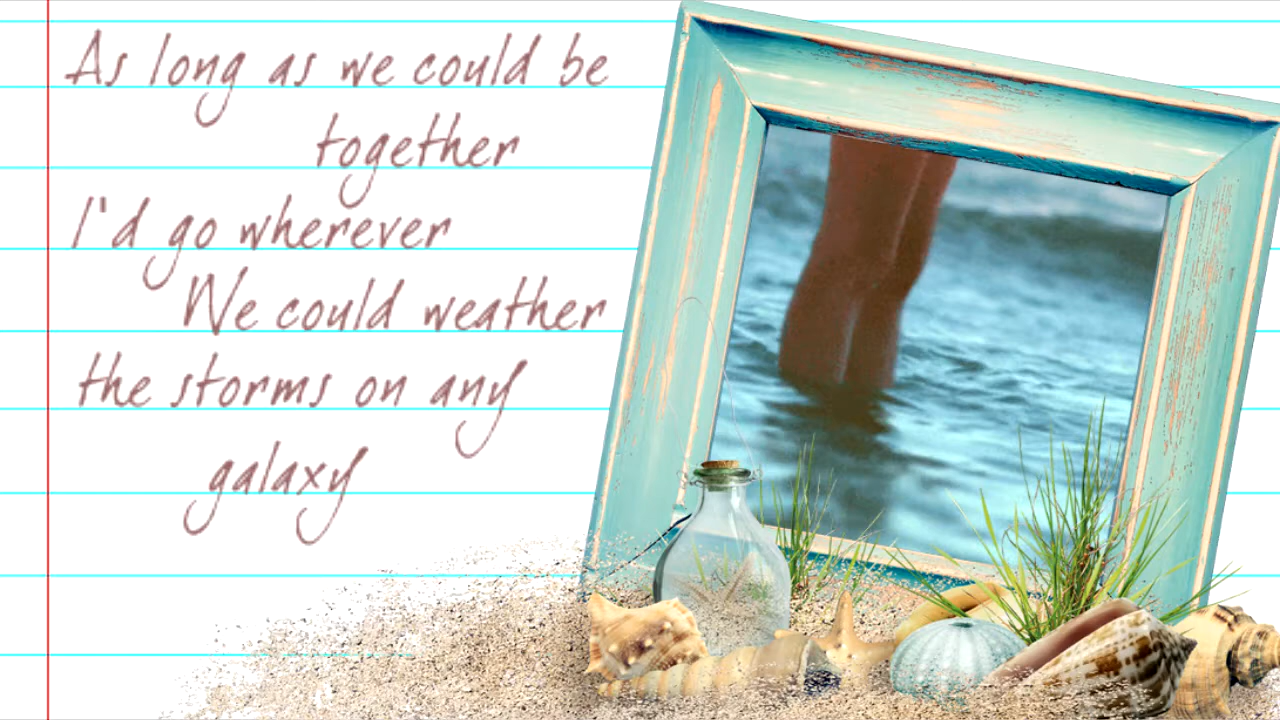 As long as we could be
together
I'd go wherever
We could weather
the storms on any
galaxy